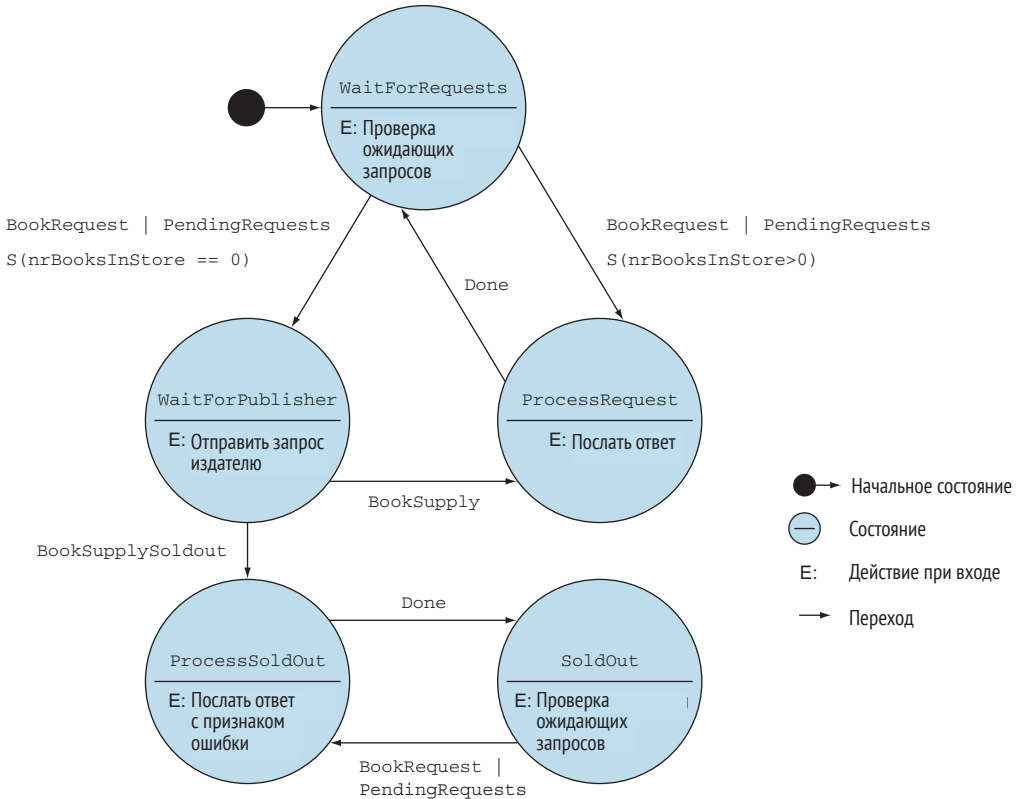 WaitForRequests
E: Проверка
ожидающих
запросов
BookRequest | PendingRequests
S(nrBooksInStore == 0)
BookRequest | PendingRequests
S(nrBooksInStore>0)
Done
WaitForPublisher
E: Отправить запрос
издателю
ProcessRequest
E: Послать ответ
BookSupply
BookSupplySoldout
Начальное состояние
Состояние
E: Действие при входе
Переход
Done
ProcessSoldOut
E: Послать ответ
с признаком
ошибки
SoldOut
E: Проверка
ожидающих
запросов
BookRequest |
PendingRequests